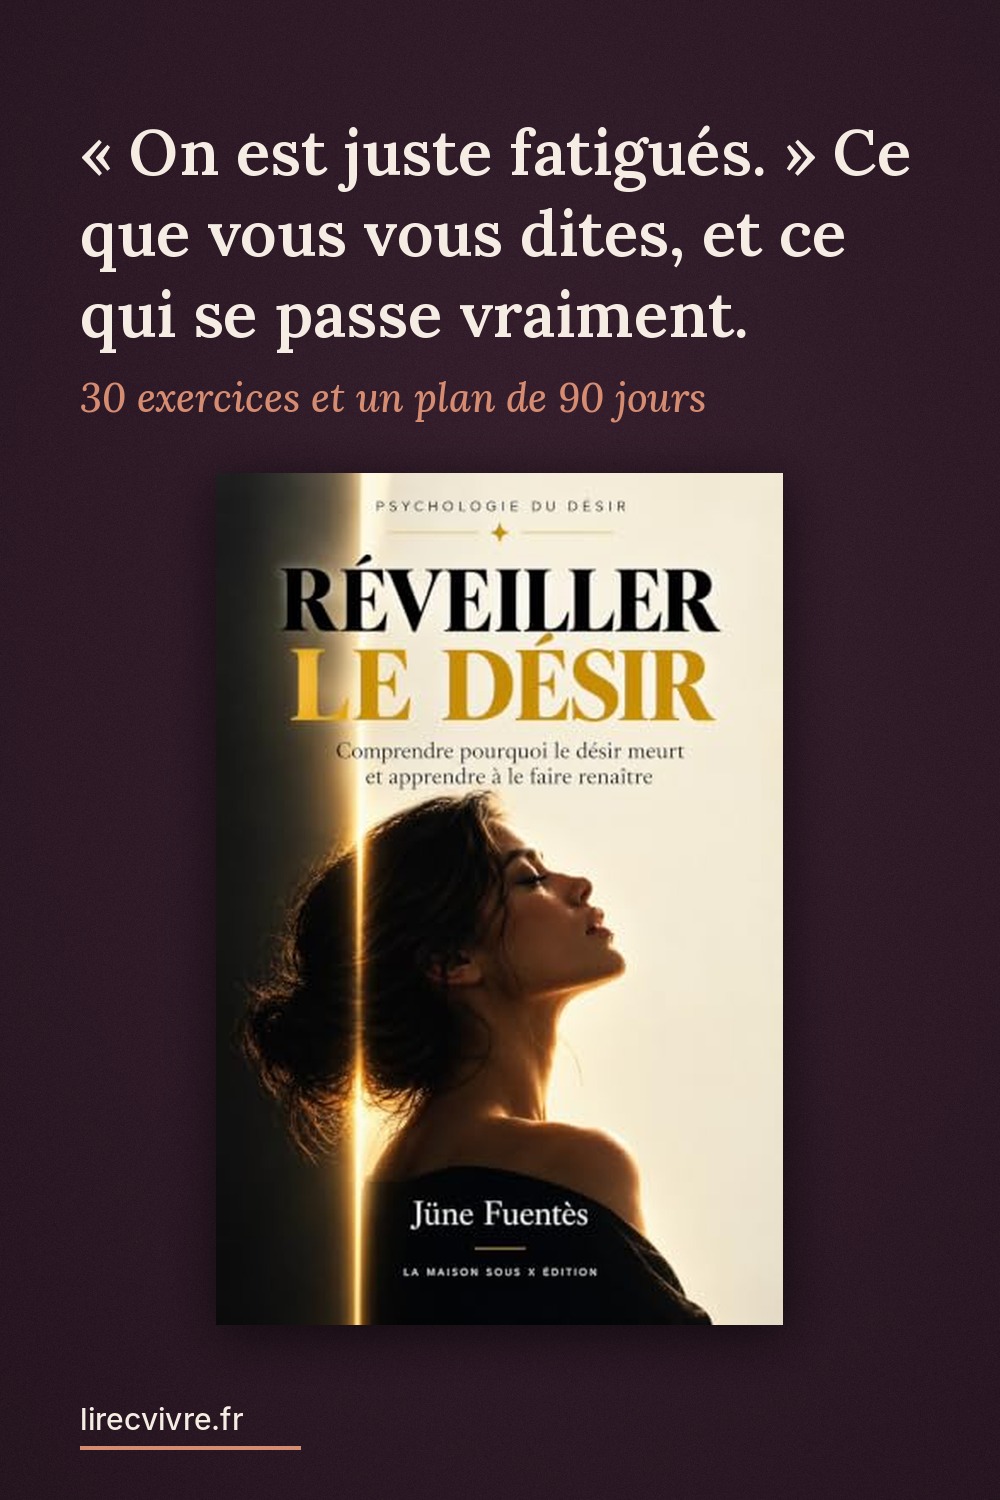 « On est juste fatigués. » Ce
que vous vous dites, et ce
qui se passe vraiment.
30 exercices et un plan de 90 jours
PSYCHOLOGIE DU DÉSIR
RÉVEILLER
LE DÉSIR
Comprendre pourquoi le désir meurt
et apprendre à le faire renaître
Jüne Fuentès
LA MAISON SOUS X ÉDITION
lirecvivre.fr